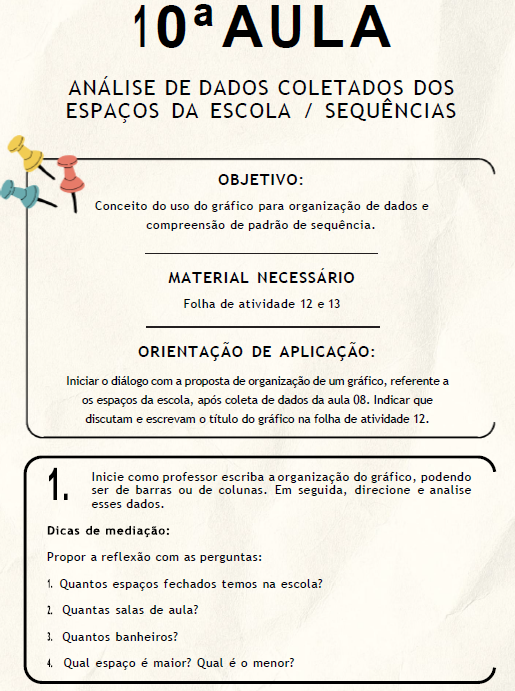 10ª AULA
ANÁLISE DE DADOS COLETADOS DOS
ESPAÇOS DA ESCOLA / SEQUÊNCIAS
OBJETIVO:
Conceito do uso do gráfico para organização de dados e
compreensão de padrão de sequência.
MATERIAL NECESSÁRIO
Folha de atividade 12 e 13
ORIENTAÇÃO DE APLICAÇÃO:
Iniciar o diálogo com a proposta de organização de um gráfico, referente a
os espaços da escola, após coleta de dados da aula 08. Indicar que
discutam e escrevam o título do gráfico na folha de atividade 12.
1. Inicie como professor escriba a organização do gráfico, podendo
ser de barras ou de colunas. Em seguida, direcione e analise
esses dados.
Dicas de mediação:
Propor a reflexão com as perguntas:
1. Quantos espaços fechados temos na escola?
2. Quantas salas de aula?
3. Quantos banheiros?
4. Qual espaço é maior? Qual é o menor?